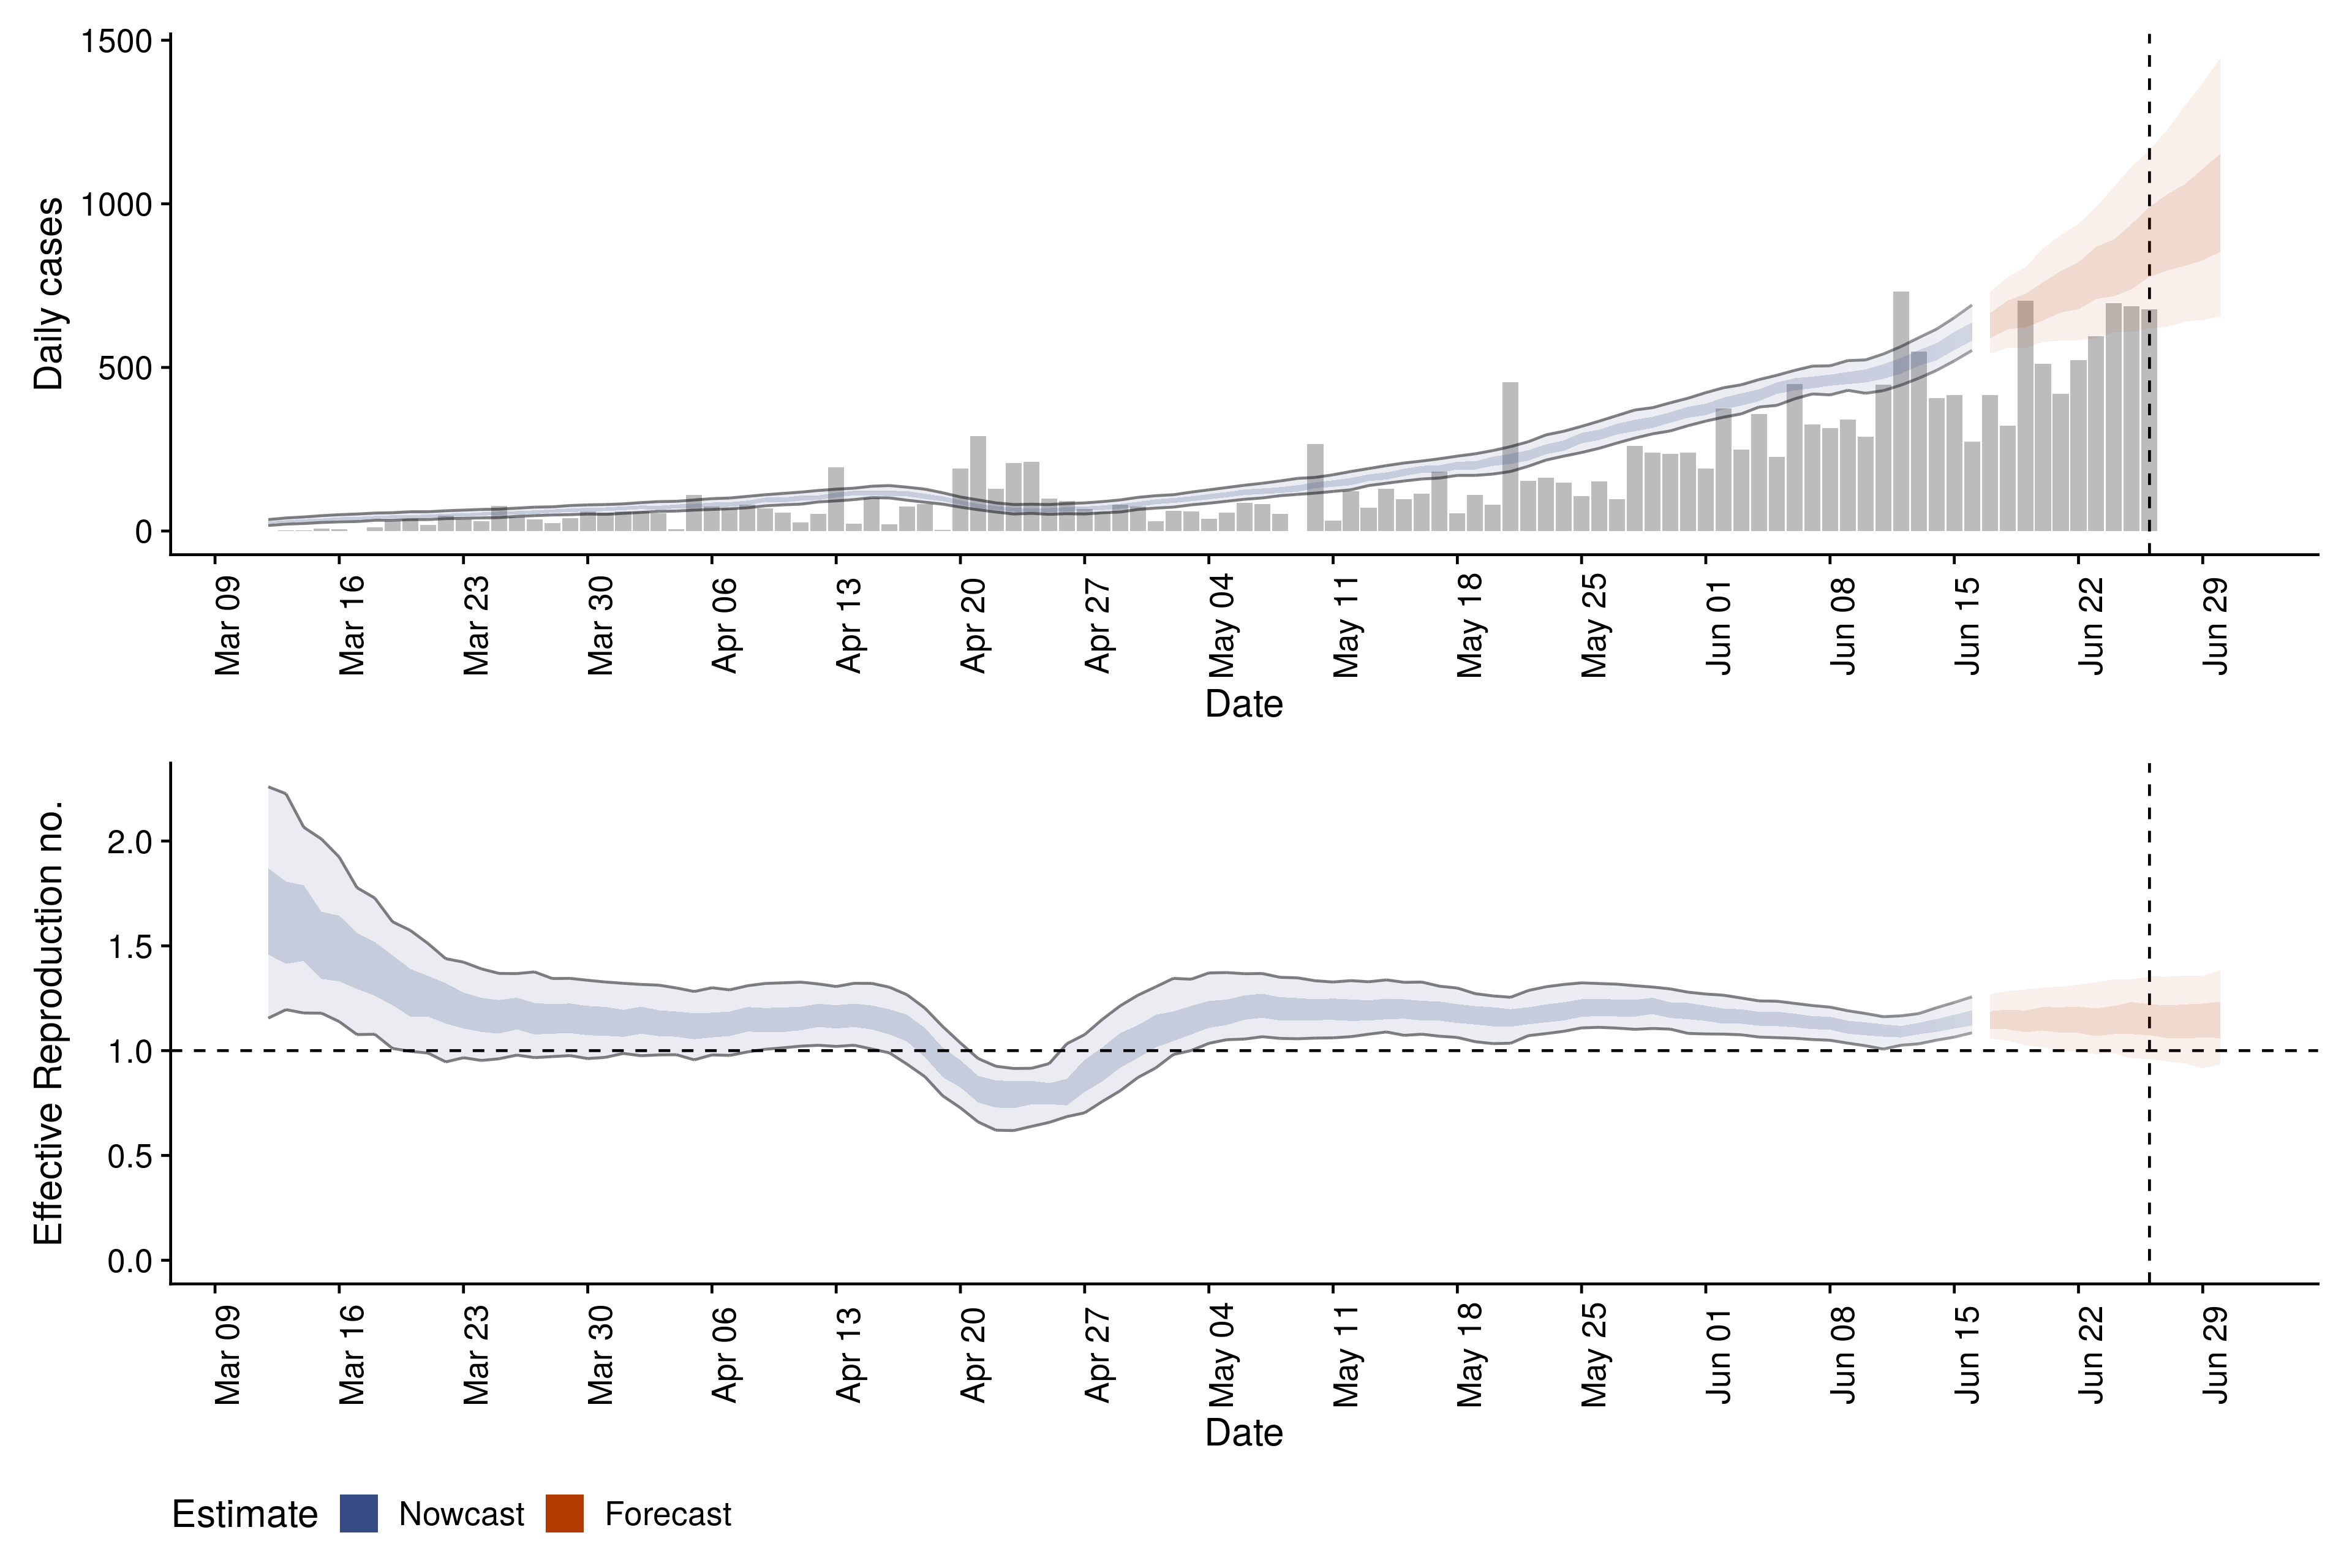 1500
1000
500
0
Daily cases
Mar 09
Mar 16
Mar 23
Mar 30
Apr 06
Apr 13
Apr 20
Apr 27
May 04
May 11
May 18
May 25
Jun 01
Jun 08
Jun 15
Jun 22
Jun 29
Date
2.0
1.5
1.0
0.5
0.0
Effective Reproduction no.
Mar 09
Mar 16
Mar 23
Mar 30
Apr 06
Apr 13
Apr 20
Apr 27
May 04
May 11
May 18
May 25
Jun 01
Jun 08
Jun 15
Jun 22
Jun 29
Date
Estimate Nowcast Forecast